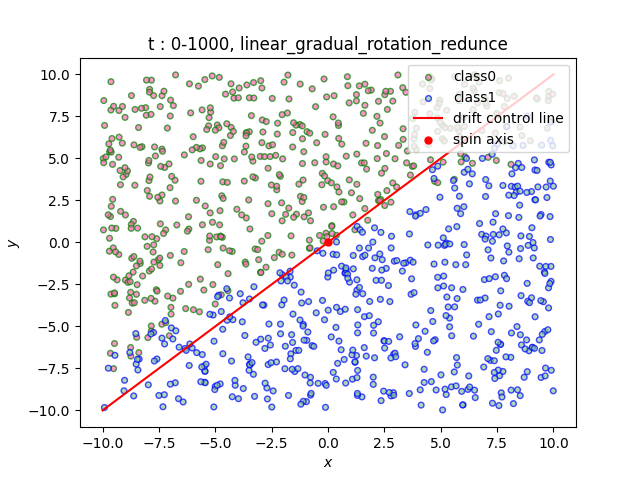 t : 0-1000, linear_gradual_rotation_redunce
class0
class1
drift control line
spin axis
10.0
7.5
5.0
2.5
0.0
−2.5
−5.0
−7.5
−10.0
y
−10.0 −7.5 −5.0 −2.5 0.0 2.5 5.0 7.5 10.0
x